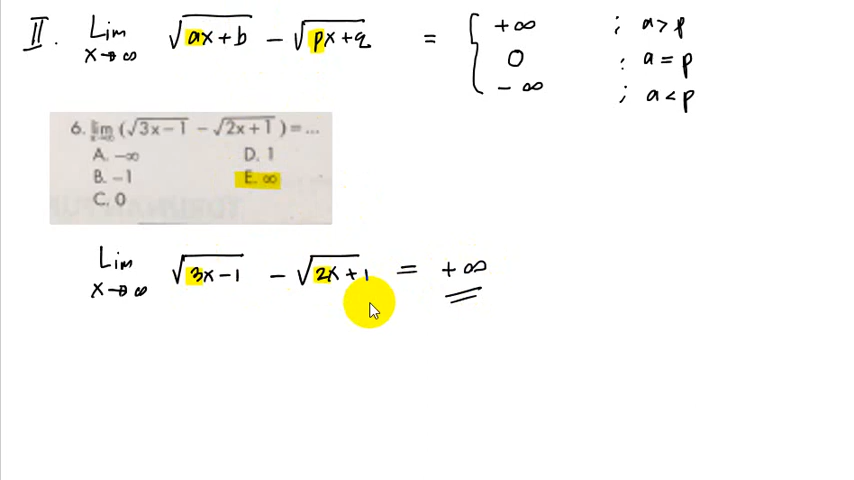 II. Lim x→∞ √ax+b − √px+q = { +∞ ; a>p
0 : a=p
−∞ ; a<p
6. lim x→∞ (√3x−1 − √2x+1) = ...
A. −∞ D. 1
B. −1 E. ∞
C. 0
Lim x→∞ √3x−1 − √2x+1 = +∞